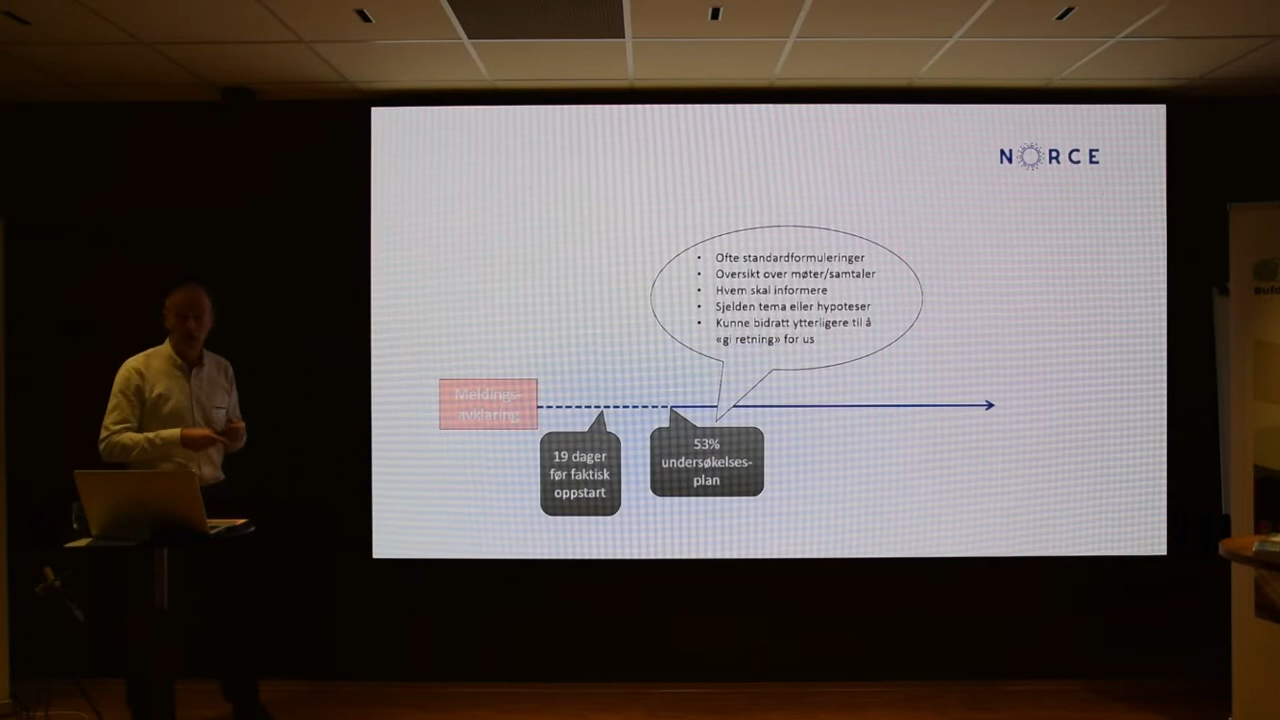 NORCE
• Ofte standardformuleringer
• Oversikt over møter/samtaler
• Hvem skal informere
• Sjelden tema eller hypoteser
• Kunne bidratt ytterligere til å
«gi retning» for us
Meldings-
avklaring
19 dager
før faktisk
oppstart
53%
undersøkelses-
plan